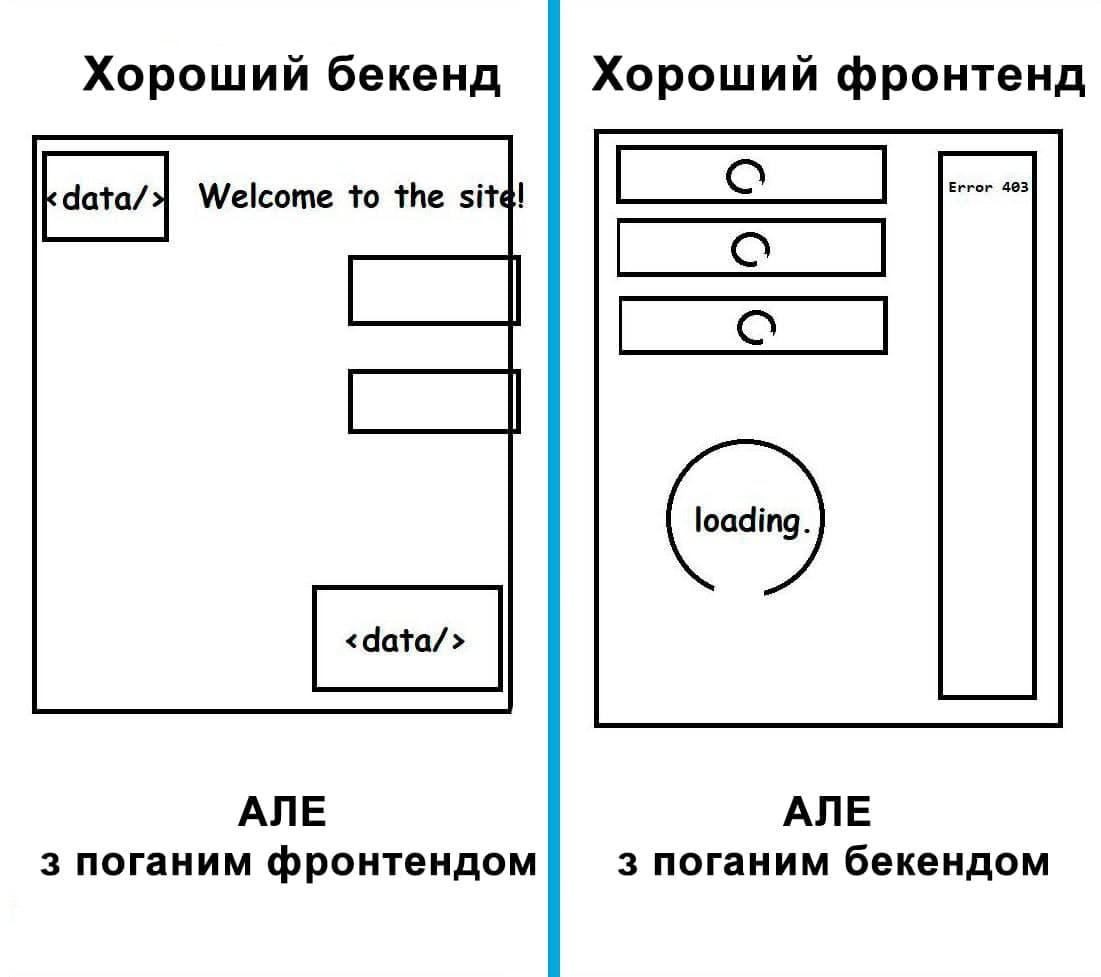 Хороший бекенд
<data/>
Welcome to the site!
<data/>
АЛЕ
з поганим фронтендом
Хороший фронтенд
Error 403
loading.
АЛЕ
з поганим бекендом